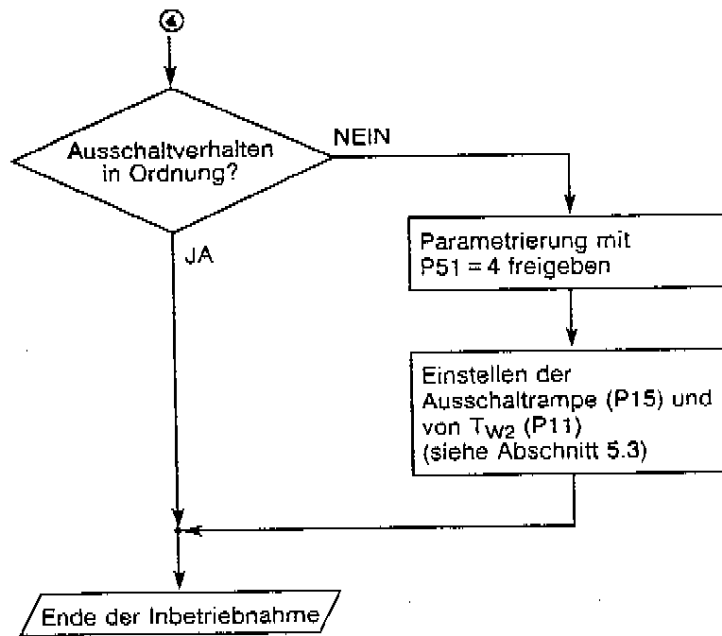 4
Ausschaltverhalten
in Ordnung?
NEIN
JA
Parametrierung mit
P51 = 4 freigeben
Einstellen der
Ausschaltrampe (P15) und
von TW2 (P11)
(siehe Abschnitt 5.3)
Ende der Inbetriebnahme